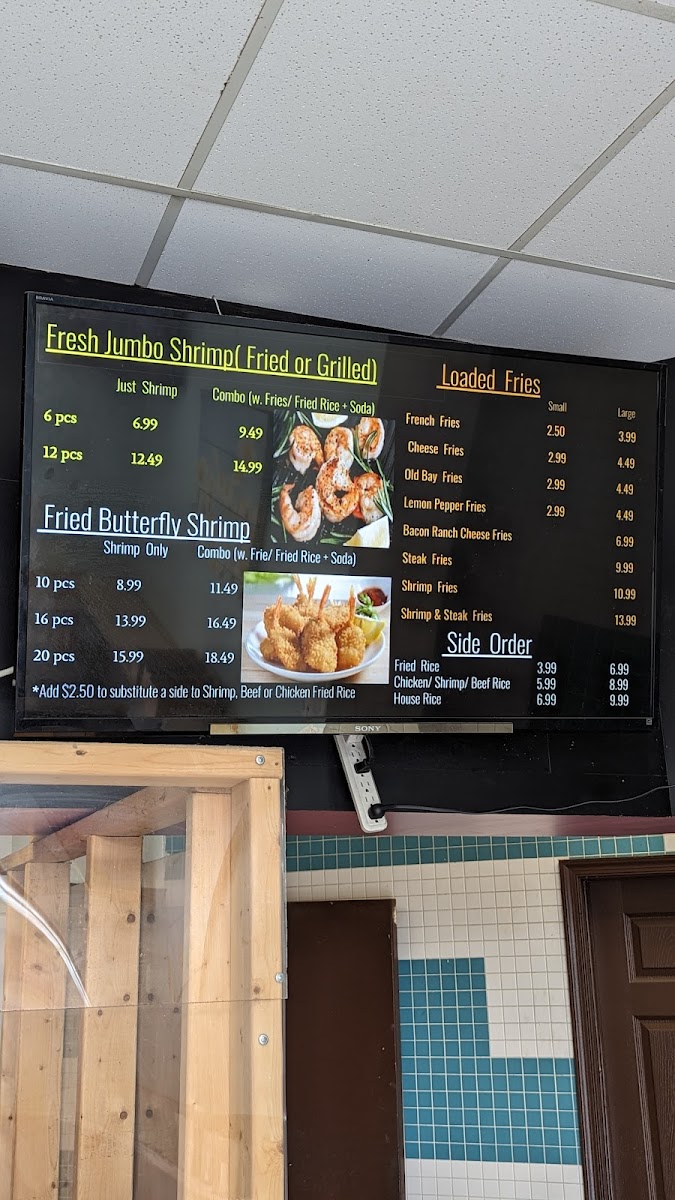 Fresh Jumbo Shrimp( Fried or Grilled)
Just Shrimp Combo (w. Fries/ Fried Rice + Soda)
6 pcs 6.99 9.49
12 pcs 12.49 14.99
Fried Butterfly Shrimp
Shrimp Only Combo (w. Frie/ Fried Rice + Soda)
10 pcs 8.99 11.49
16 pcs 13.99 16.49
20 pcs 15.99 18.49
*Add $2.50 to substitute a side to Shrimp, Beef or Chicken Fried Rice
Loaded Fries
Small Large
French Fries 2.50 3.99
Cheese Fries 2.99 4.49
Old Bay Fries 2.99 4.49
Lemon Pepper Fries 2.99 4.49
Bacon Ranch Cheese Fries 6.99
Steak Fries 9.99
Shrimp Fries 10.99
Shrimp & Steak Fries 13.99
Side Order
Fried Rice 3.99 6.99
Chicken/ Shrimp/ Beef Rice 5.99 8.99
House Rice 6.99 9.99
SONY